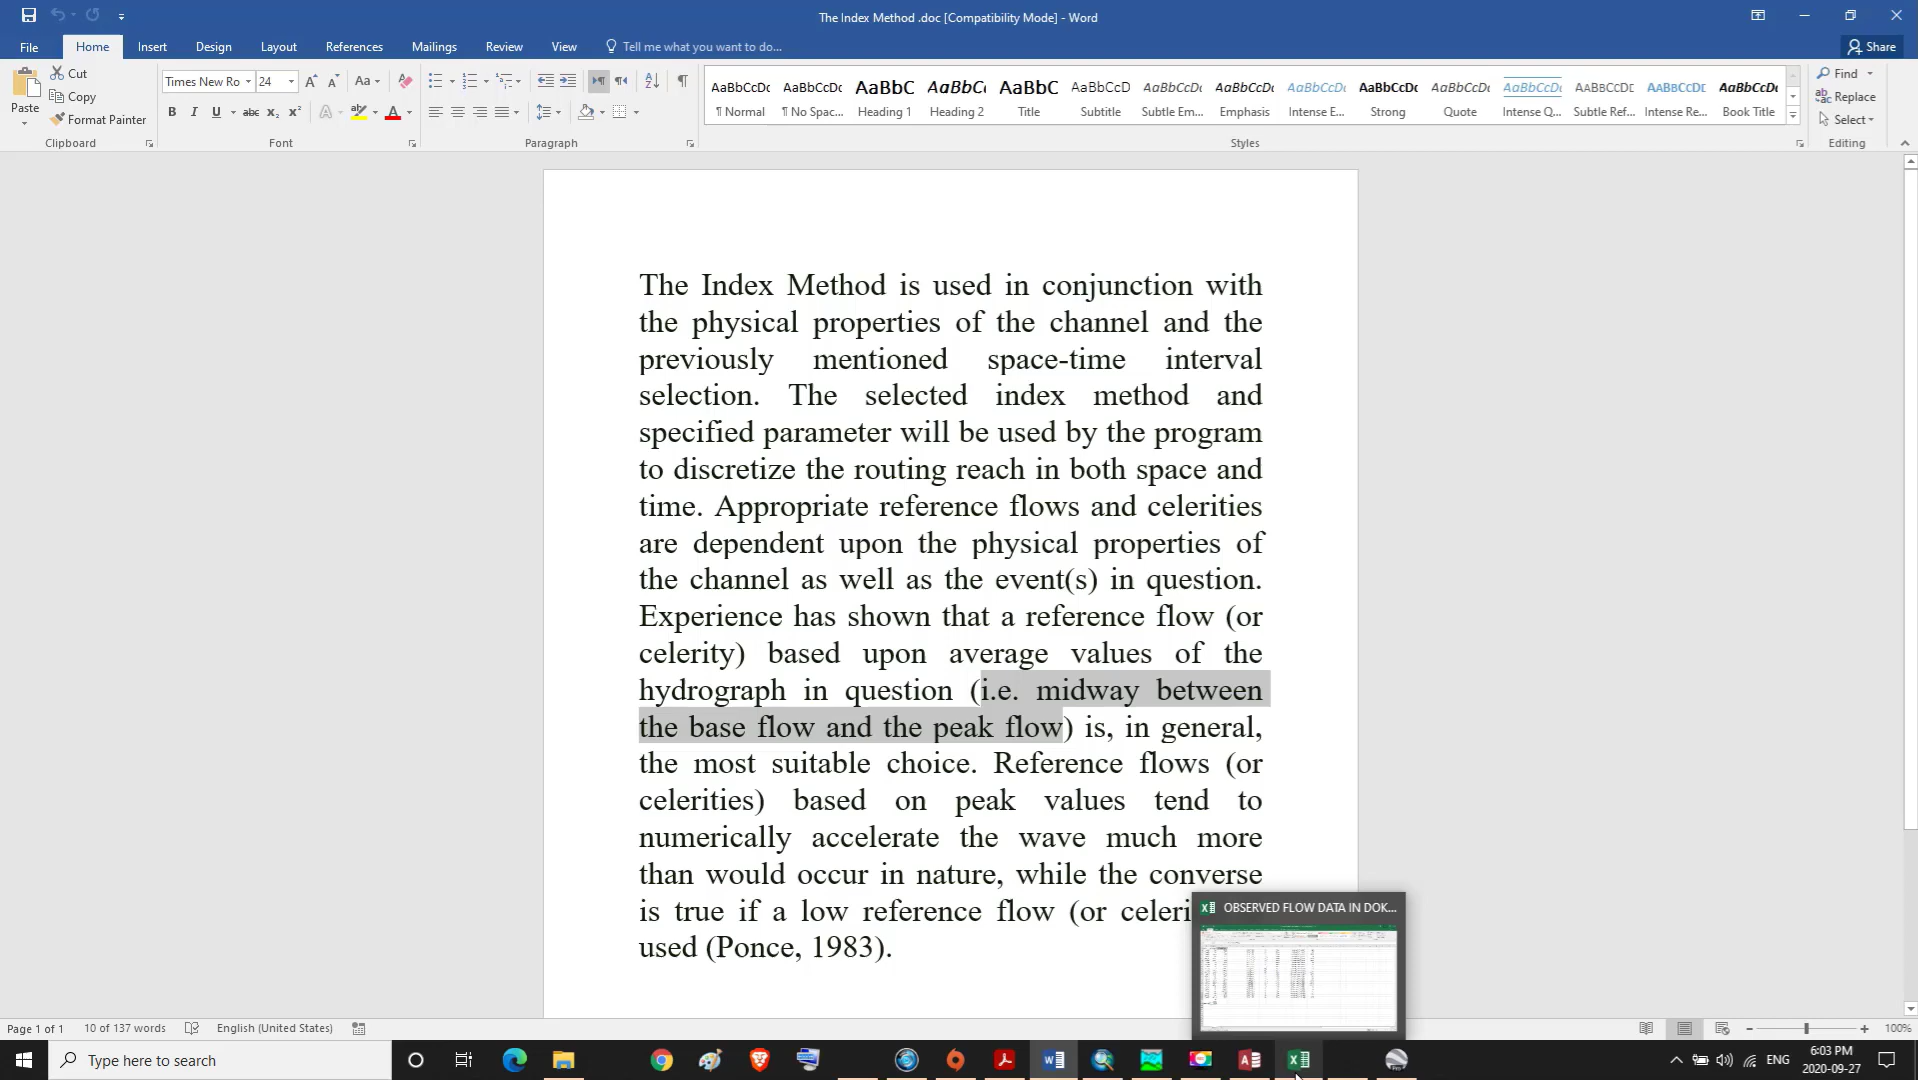 The Index Method .doc [Compatibility Mode] - Word
File Home Insert Design Layout References Mailings Review View Tell me what you want to do... Share
Paste Cut Copy Format Painter
Clipboard
Times New Ro 24
Font
Paragraph
AaBbCcDc AaBbCcDc AaBbC AaBbC AaBbC AaBbCcD AaBbCcDc AaBbCcDc AaBbCcDc AaBbCcDc AaBbCcDc AaBbCcDc AABBCCDC AABBCCDC AaBbCcDc
¶ Normal ¶ No Spac... Heading 1 Heading 2 Title Subtitle Subtle Em... Emphasis Intense E... Strong Quote Intense Q... Subtle Ref... Intense Re... Book Title
Styles
Find
Replace
Select
Editing
The Index Method is used in conjunction with
the physical properties of the channel and the
previously mentioned space-time interval
selection. The selected index method and
specified parameter will be used by the program
to discretize the routing reach in both space and
time. Appropriate reference flows and celerities
are dependent upon the physical properties of
the channel as well as the event(s) in question.
Experience has shown that a reference flow (or
celerity) based upon average values of the
hydrograph in question (i.e. midway between
the base flow and the peak flow) is, in general,
the most suitable choice. Reference flows (or
celerities) based on peak values tend to
numerically accelerate the wave much more
than would occur in nature, while the converse
is true if a low reference flow (or celeri
used (Ponce, 1983).
OBSERVED FLOW DATA IN DOK...
Page 1 of 1 10 of 137 words English (United States) 100%
Type here to search
ENG
6:03 PM
2020-09-27